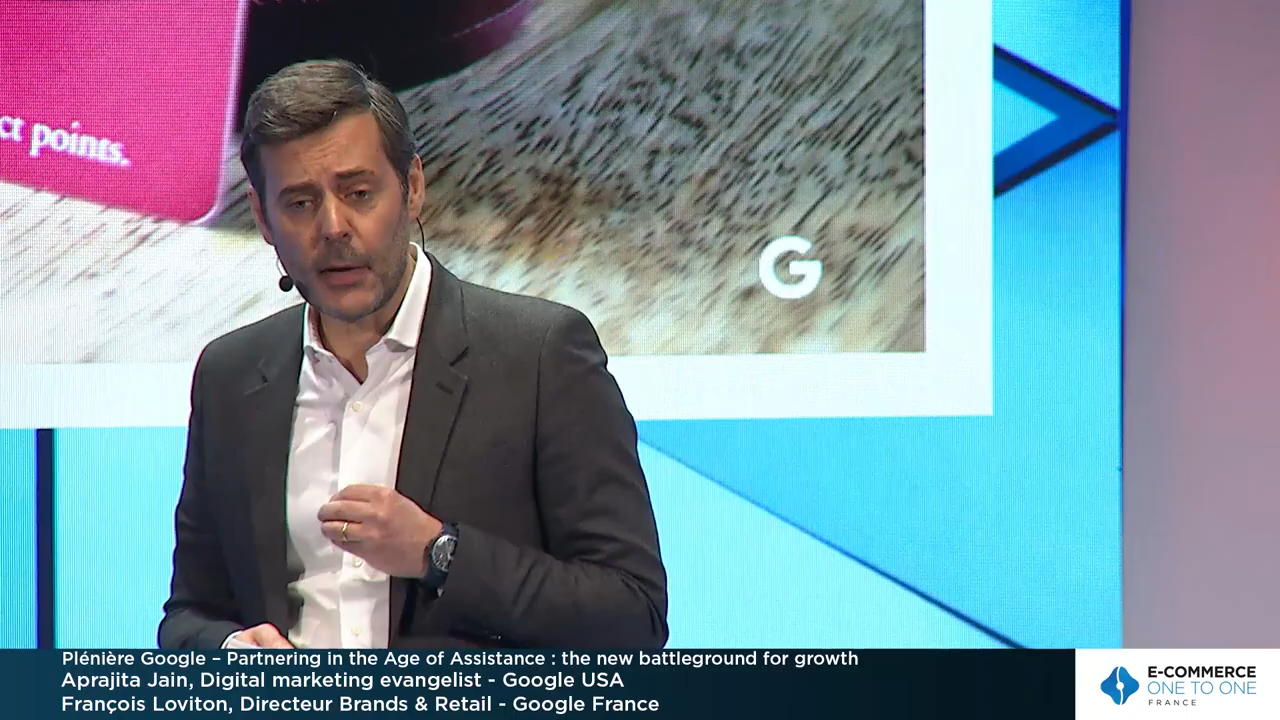 ct points.
G
Plénière Google – Partnering in the Age of Assistance : the new battleground for growth
Aprajita Jain, Digital marketing evangelist - Google USA
François Loviton, Directeur Brands & Retail - Google France
E-COMMERCE
ONE TO ONE
FRANCE